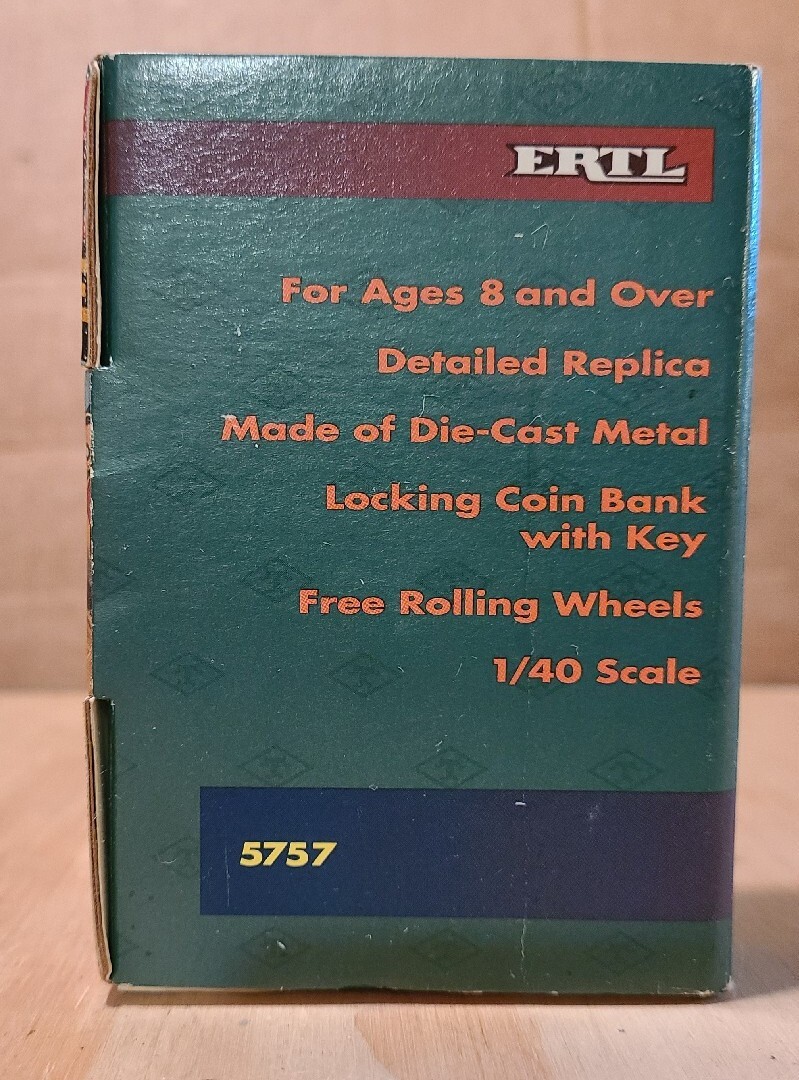 ERTL
For Ages 8 and Over
Detailed Replica
Made of Die-Cast Metal
Locking Coin Bank
with Key
Free Rolling Wheels
1/40 Scale
5757